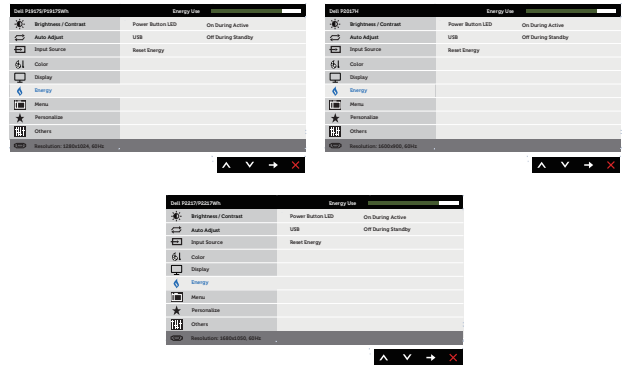 Dell P1917S/P1917SWh Energy Use
Brightness / Contrast Power Button LED On During Active
Auto Adjust USB Off During Standby
Input Source Reset Energy
Color
Display
Energy
Menu
Personalize
Others
Resolution: 1280x1024, 60Hz
Dell P2017H Energy Use
Brightness / Contrast Power Button LED On During Active
Auto Adjust USB Off During Standby
Input Source Reset Energy
Color
Display
Energy
Menu
Personalize
Others
Resolution: 1600x900, 60Hz
Dell P2217/P2217Wh Energy Use
Brightness / Contrast Power Button LED On During Active
Auto Adjust USB Off During Standby
Input Source Reset Energy
Color
Display
Energy
Menu
Personalize
Others
Resolution: 1680x1050, 60Hz